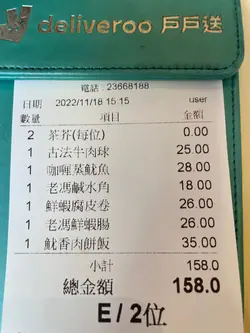 deliveroo 戶戶送
電話：23668188
日期 2022/11/18 15:15 user
數量 項目 金額
2 茶芥(每位) 0.00
1 古法牛肉球 25.00
1 咖喱蒸魷魚 28.00
1 老馮鹹水角 18.00
1 鮮蝦腐皮卷 26.00
1 老馮鮮蝦腸 26.00
1 魷香肉餅飯 35.00
小計 158.0
總金額 158.0
E / 2位